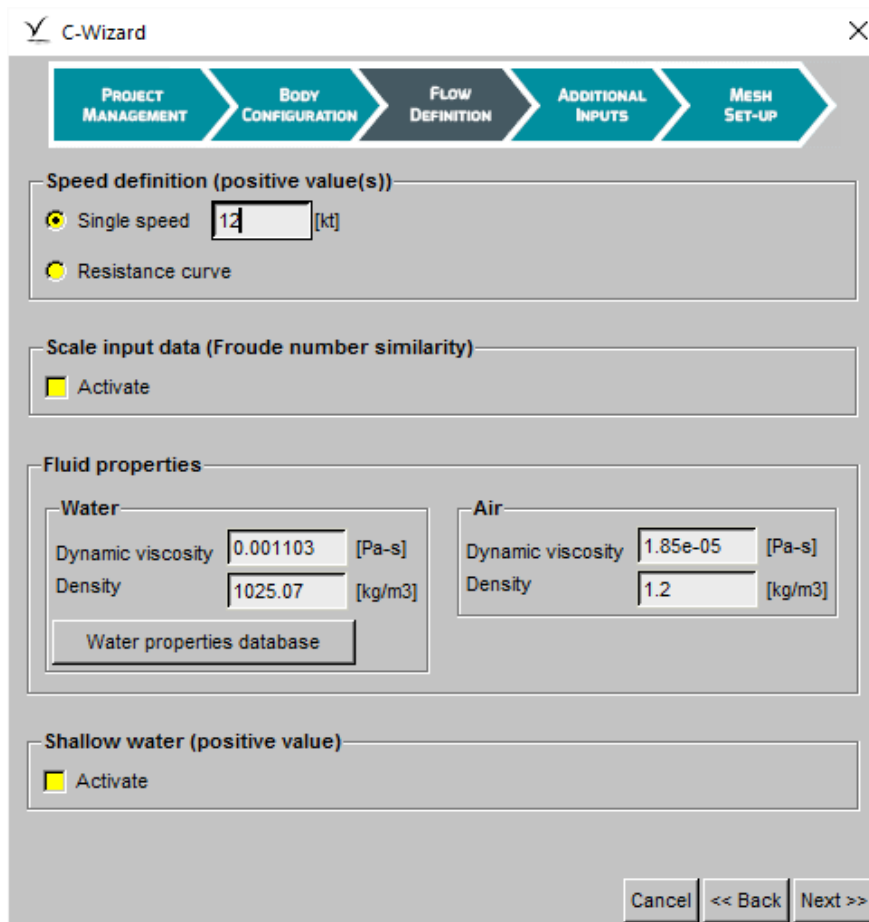 C-Wizard
PROJECT MANAGEMENT
BODY CONFIGURATION
FLOW DEFINITION
ADDITIONAL INPUTS
MESH SET-UP
Speed definition (positive value(s))
Single speed 12 [kt]
Resistance curve
Scale input data (Froude number similarity)
Activate
Fluid properties
Water
Dynamic viscosity 0.001103 [Pa-s]
Density 1025.07 [kg/m3]
Water properties database
Air
Dynamic viscosity 1.85e-05 [Pa-s]
Density 1.2 [kg/m3]
Shallow water (positive value)
Activate
Cancel << Back Next >>